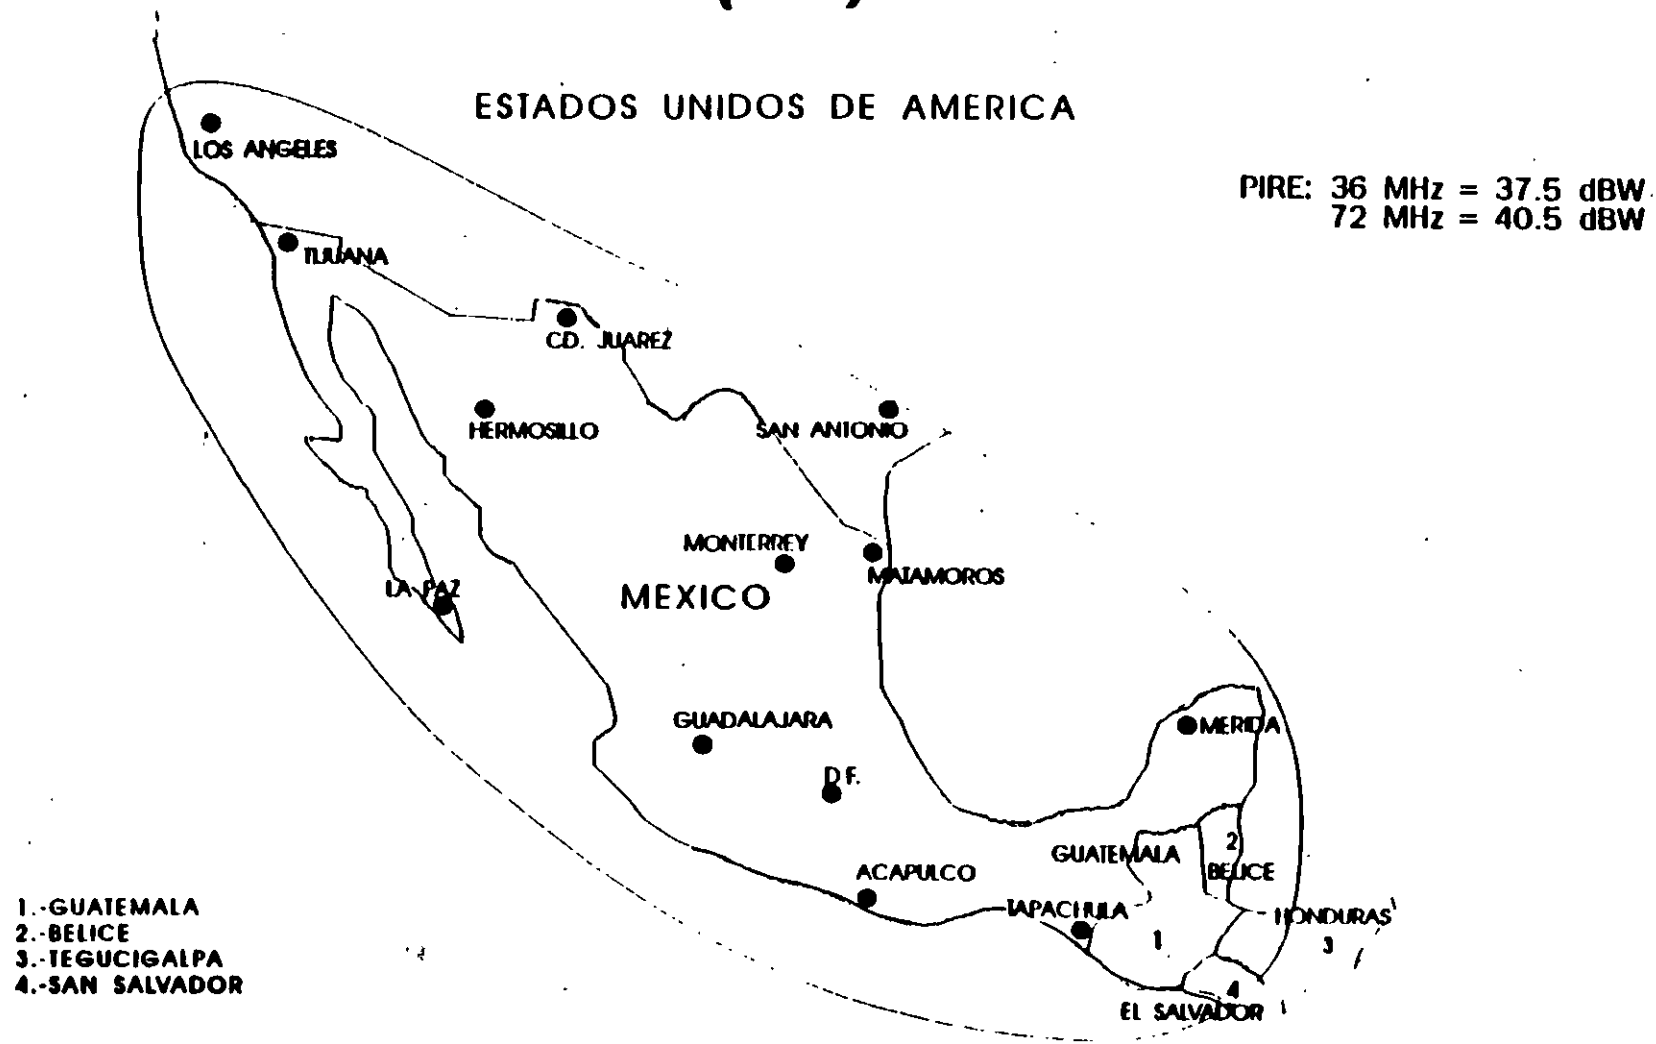 ESTADOS UNIDOS DE AMERICA
LOS ANGELES
PIRE: 36 MHz = 37.5 dBW
72 MHz = 40.5 dBW
TIJUANA
CD. JUAREZ
HERMOSILLO
SAN ANTONIO
MONTERREY
MATAMOROS
LA PAZ
MEXICO
GUADALAJARA
MERIDA
D.F.
2
GUATEMALA
BELICE
ACAPULCO
TAPACHULA
HONDURAS
1
3
1.-GUATEMALA
2.-BELICE
3.-TEGUCIGALPA
4.-SAN SALVADOR
4
EL SALVADOR